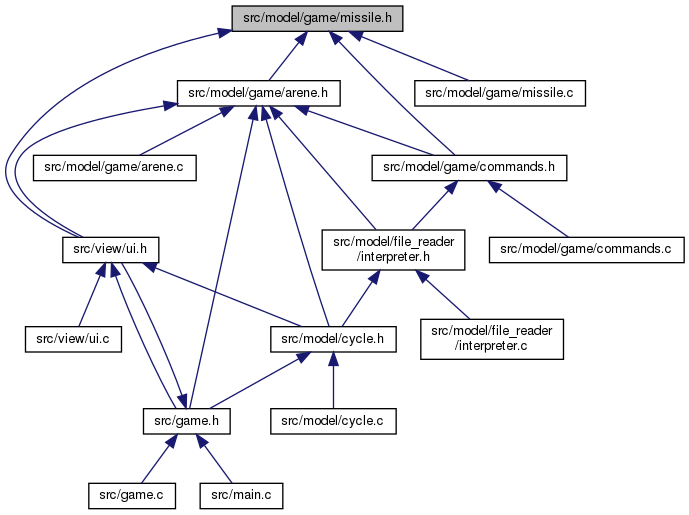 src/model/game/missile.h
src/model/game/arene.h
src/model/game/missile.c
src/model/game/arene.c
src/model/game/commands.h
src/view/ui.h
src/model/file_reader
/interpreter.h
src/model/game/commands.c
src/view/ui.c
src/model/cycle.h
src/model/file_reader
/interpreter.c
src/game.h
src/model/cycle.c
src/game.c
src/main.c